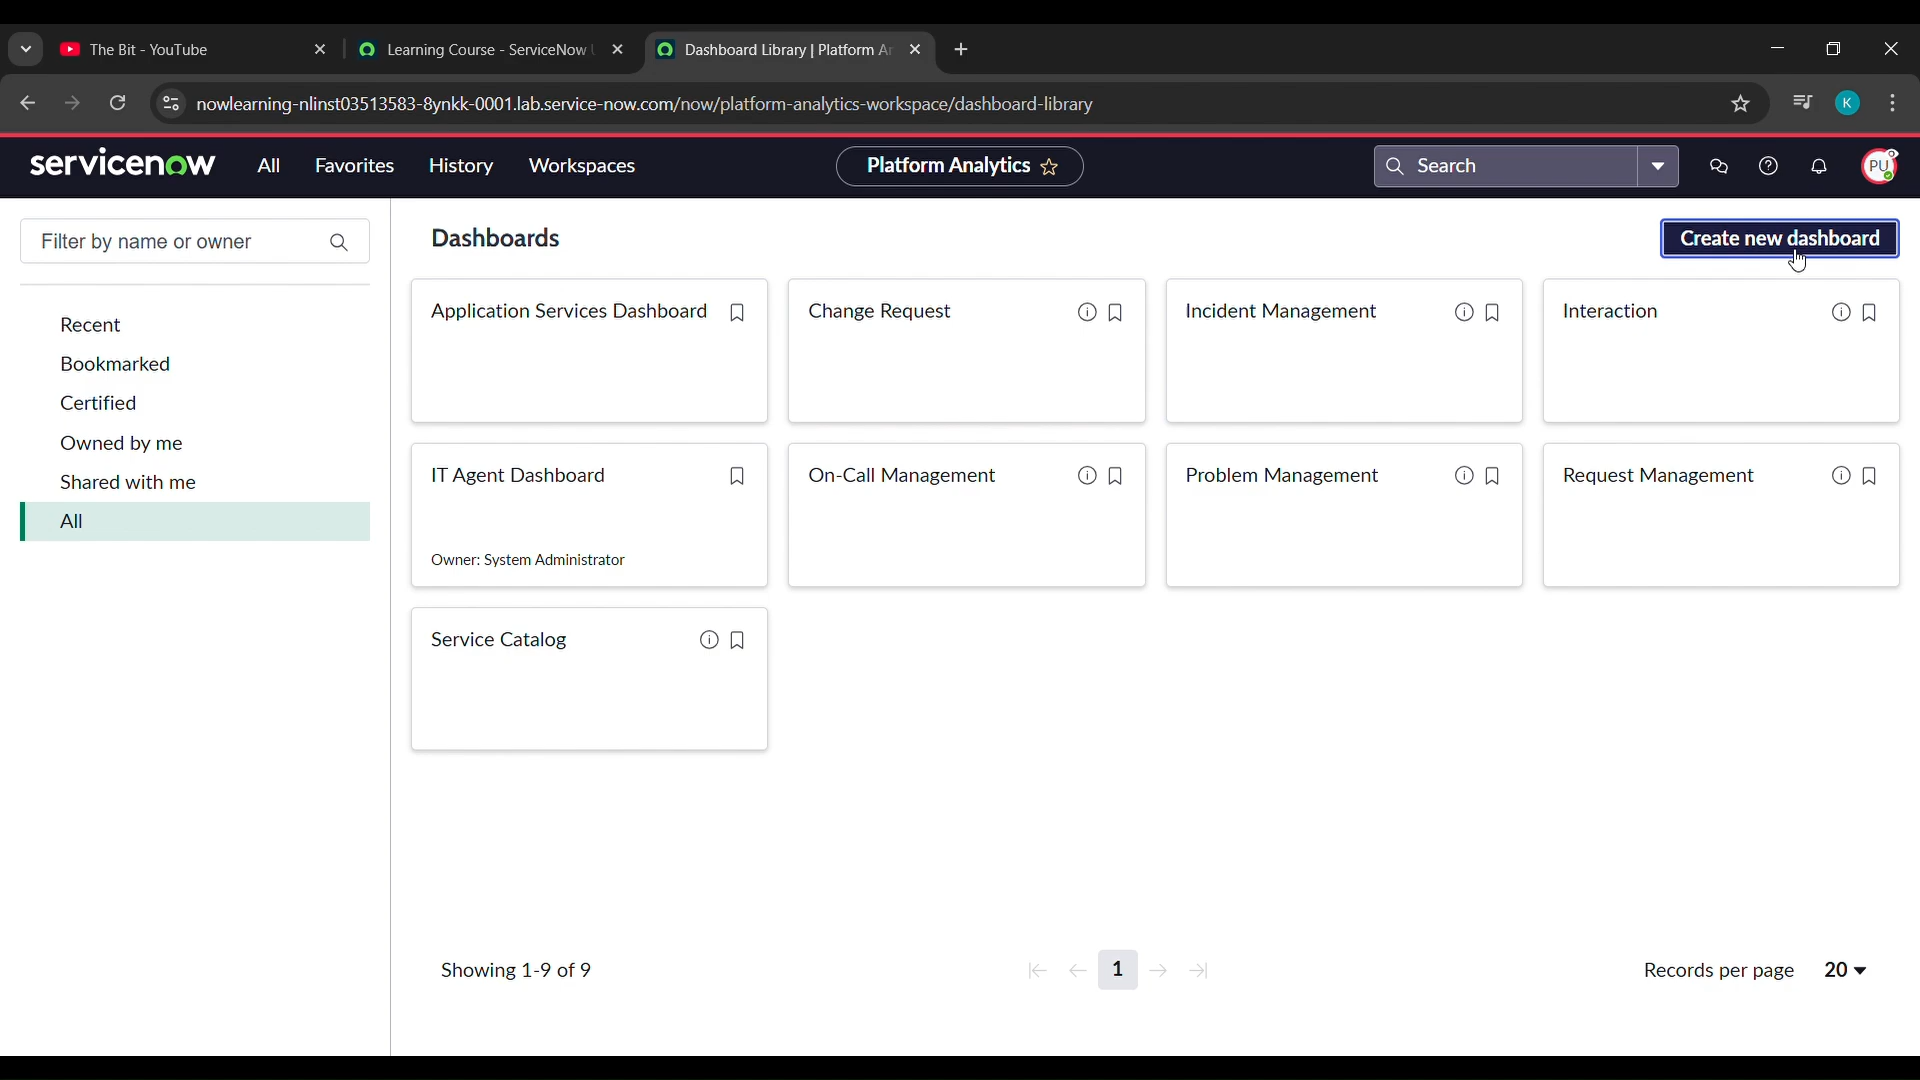 The Bit - YouTube
Learning Course - ServiceNow
Dashboard Library | Platform
nowlearning-nlinst03513583-8ynkk-0001.lab.service-now.com/now/platform-analytics-workspace/dashboard-library
K
servicenow
All
Favorites
History
Workspaces
Platform Analytics
Search
PU
Filter by name or owner
Recent
Bookmarked
Certified
Owned by me
Shared with me
All
Dashboards
Create new dashboard
Application Services Dashboard
Change Request
Incident Management
Interaction
IT Agent Dashboard
Owner: System Administrator
On-Call Management
Problem Management
Request Management
Service Catalog
Showing 1-9 of 9
1
Records per page 20